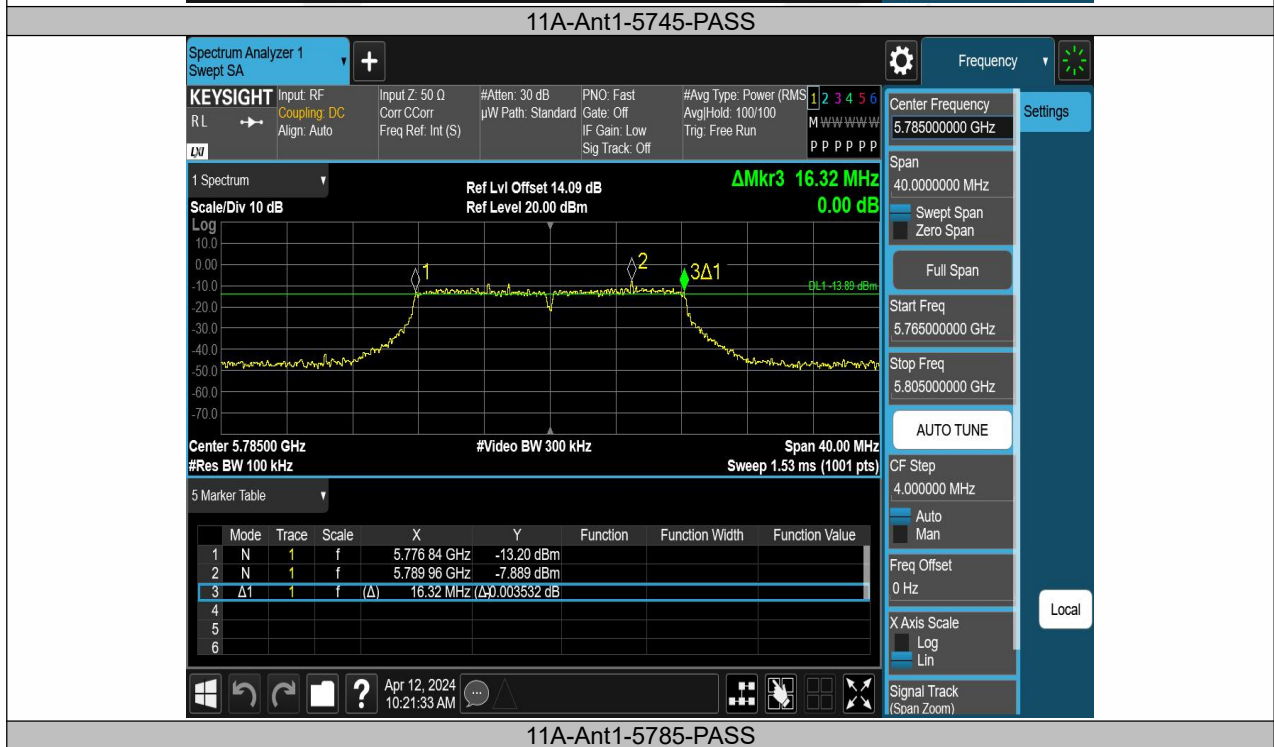 11A-Ant1-5745-PASS
Spectrum Analyzer 1
Swept SA
+
Frequency
KEYSIGHT
RL
LXI
Input: RF
Coupling: DC
Align: Auto
Input Z: 50 Ω
Corr CCorr
Freq Ref: Int (S)
#Atten: 30 dB
µW Path: Standard
PNO: Fast
Gate: Off
IF Gain: Low
Sig Track: Off
#Avg Type: Power (RMS
Avg|Hold: 100/100
Trig: Free Run
1 2 3 4 5 6
M W W W W W
P P P P P P
1 Spectrum
Scale/Div 10 dB
Ref Lvl Offset 14.09 dB
Ref Level 20.00 dBm
ΔMkr3 16.32 MHz
0.00 dB
Log
10.0
0.00
-10.0
-20.0
-30.0
-40.0
-50.0
-60.0
-70.0
1
2
3Δ1
DL1 -13.89 dBm
Center 5.78500 GHz
#Video BW 300 kHz
Span 40.00 MHz
#Res BW 100 kHz
Sweep 1.53 ms (1001 pts)
5 Marker Table
Mode Trace Scale X Y Function Function Width Function Value
1 N 1 f 5.776 84 GHz -13.20 dBm
2 N 1 f 5.789 96 GHz -7.889 dBm
3 Δ1 1 f (Δ) 16.32 MHz (Δ) -0.003532 dB
4
5
6
Apr 12, 2024
10:21:33 AM
?
Center Frequency
5.785000000 GHz
Span
40.0000000 MHz
Swept Span
Zero Span
Full Span
Start Freq
5.765000000 GHz
Stop Freq
5.805000000 GHz
AUTO TUNE
CF Step
4.000000 MHz
Auto
Man
Freq Offset
0 Hz
X Axis Scale
Log
Lin
Signal Track
(Span Zoom)
Settings
Local
11A-Ant1-5785-PASS